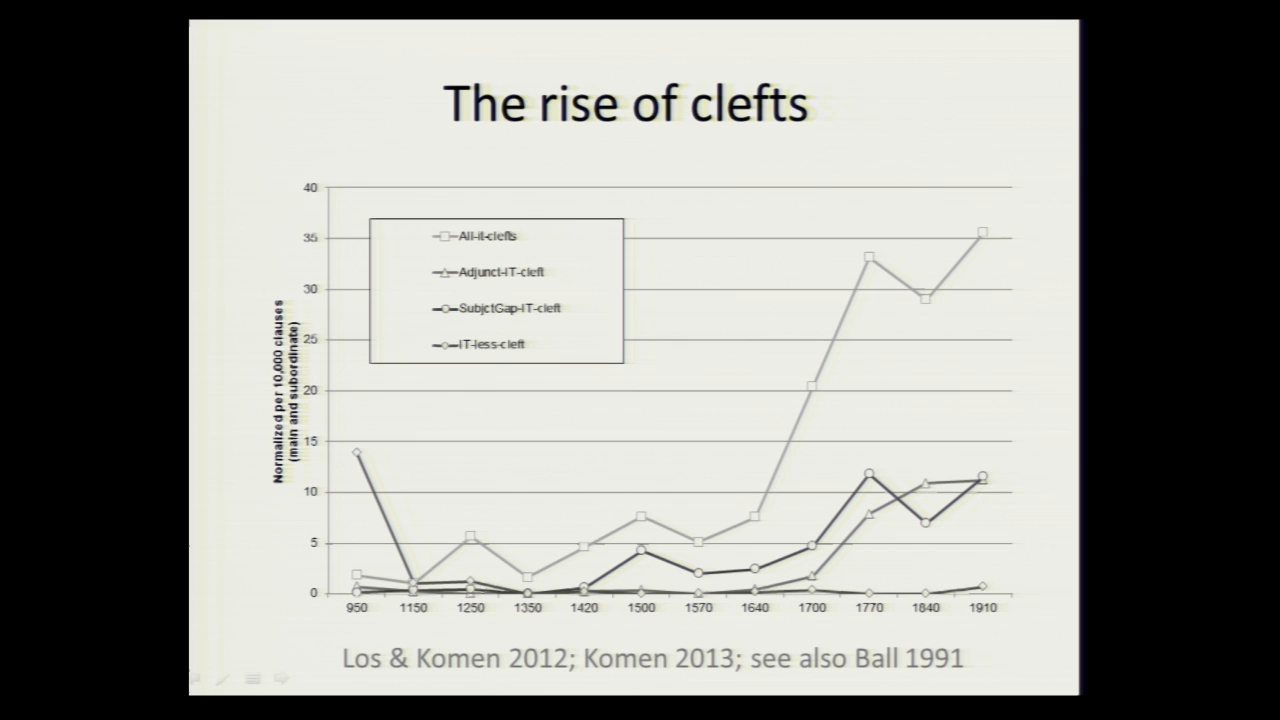 The rise of clefts
40
35
30
25
20
15
10
5
0
Normalized per 10,000 clauses
(main and subordinate)
All-it-clefts
Adjunct-IT-cleft
SubjctGap-IT-cleft
IT-less-cleft
950 1150 1250 1350 1420 1500 1570 1640 1700 1770 1840 1910
Los & Komen 2012; Komen 2013; see also Ball 1991